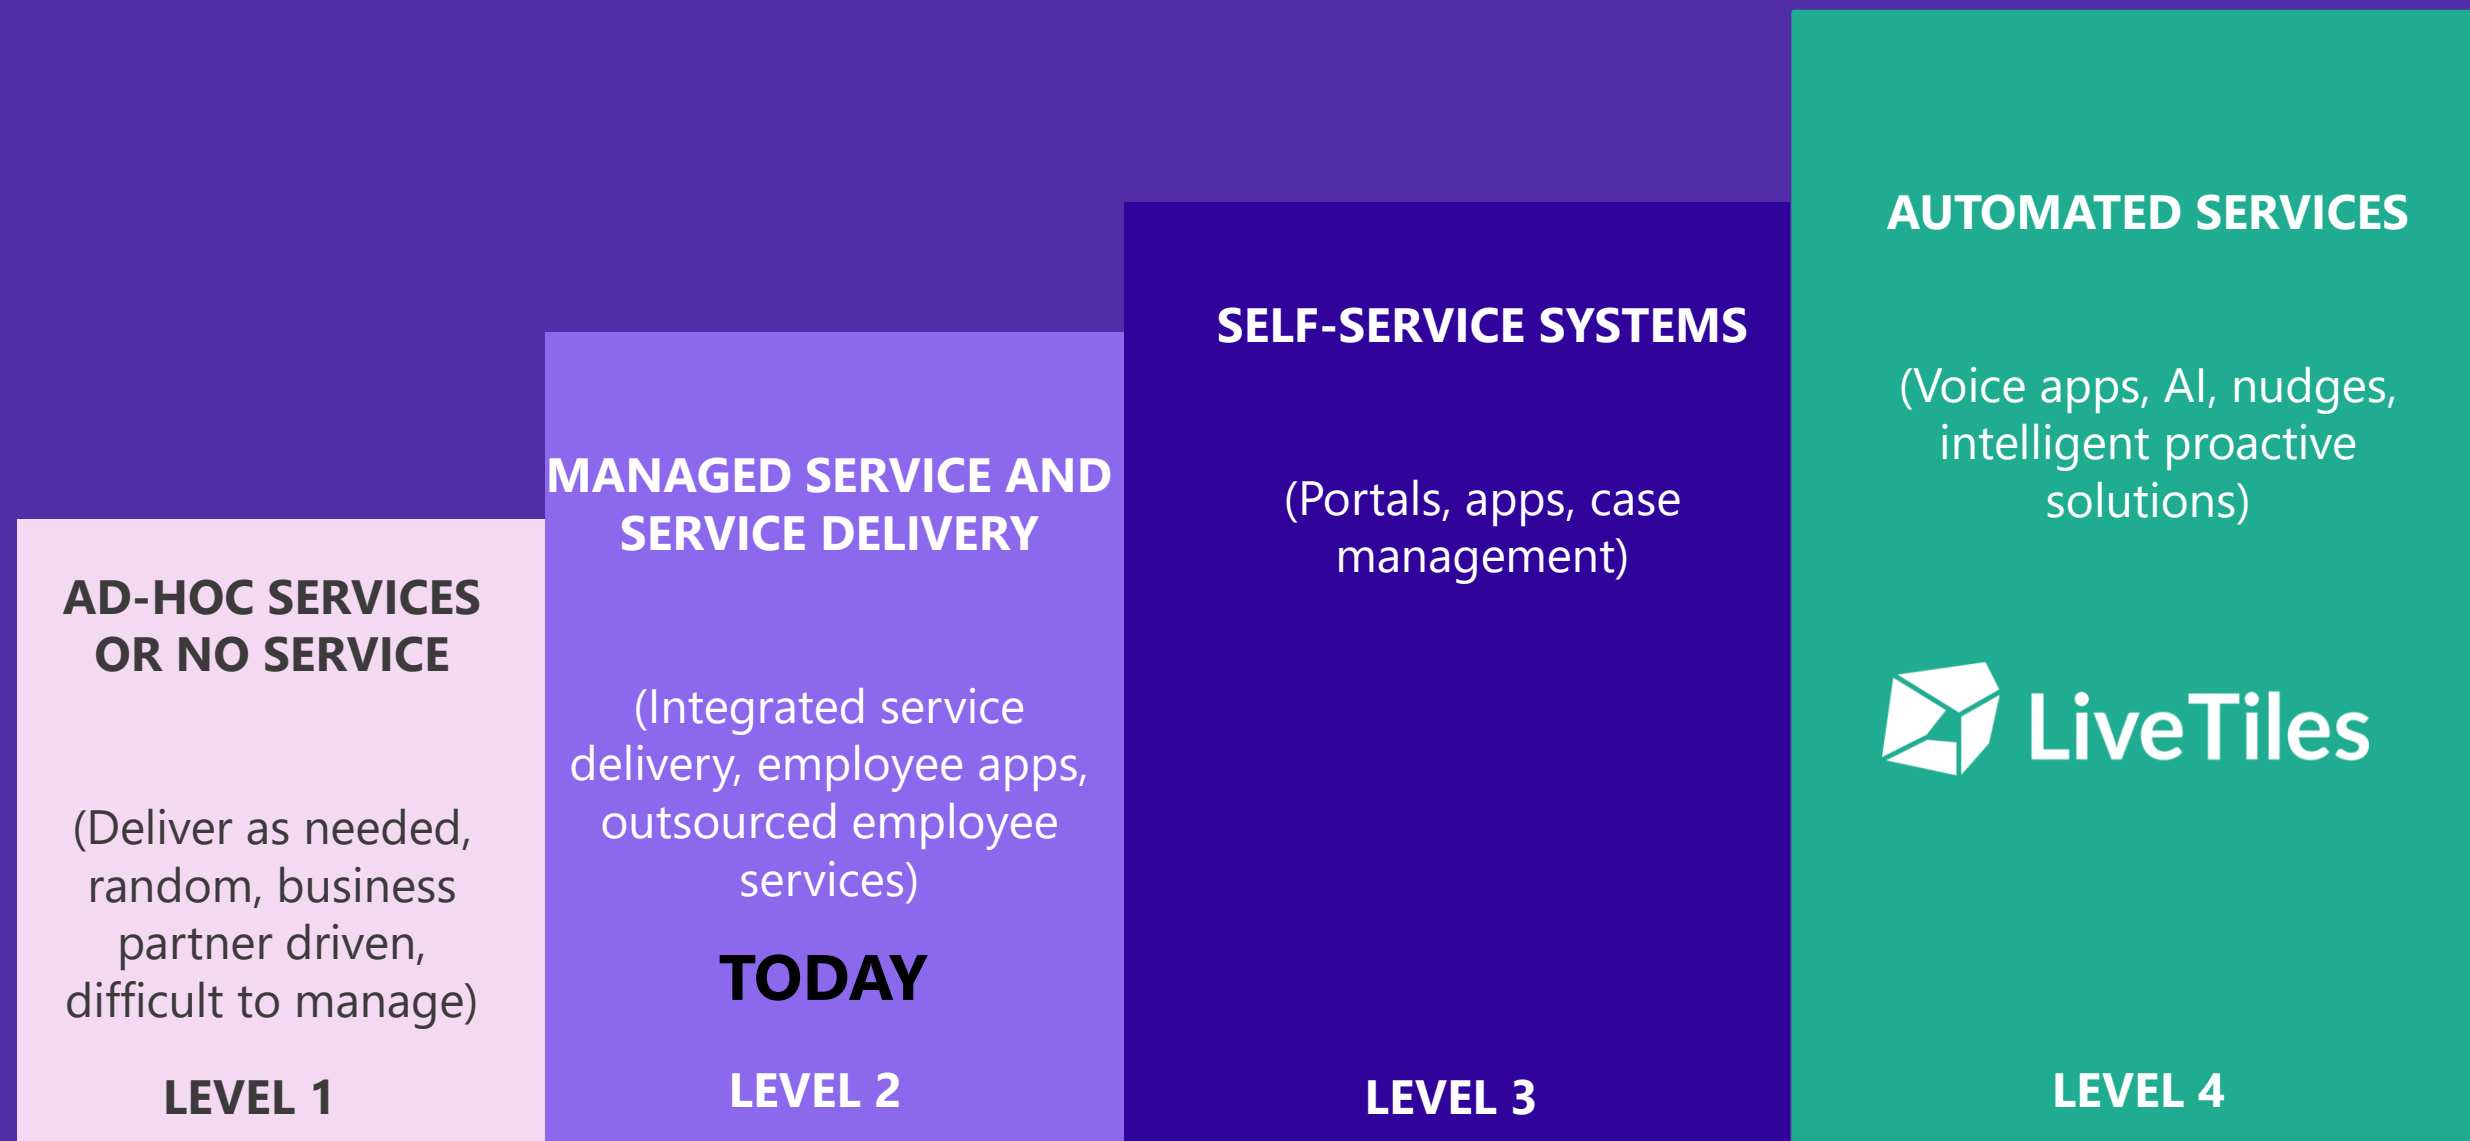 AD-HOC SERVICES
OR NO SERVICE
(Deliver as needed,
random, business
partner driven,
difficult to manage)
LEVEL 1
MANAGED SERVICE AND
SERVICE DELIVERY
(Integrated service
delivery, employee apps,
outsourced employee
services)
TODAY
LEVEL 2
SELF-SERVICE SYSTEMS
(Portals, apps, case
management)
LEVEL 3
AUTOMATED SERVICES
(Voice apps, AI, nudges,
intelligent proactive
solutions)
LiveTiles
LEVEL 4